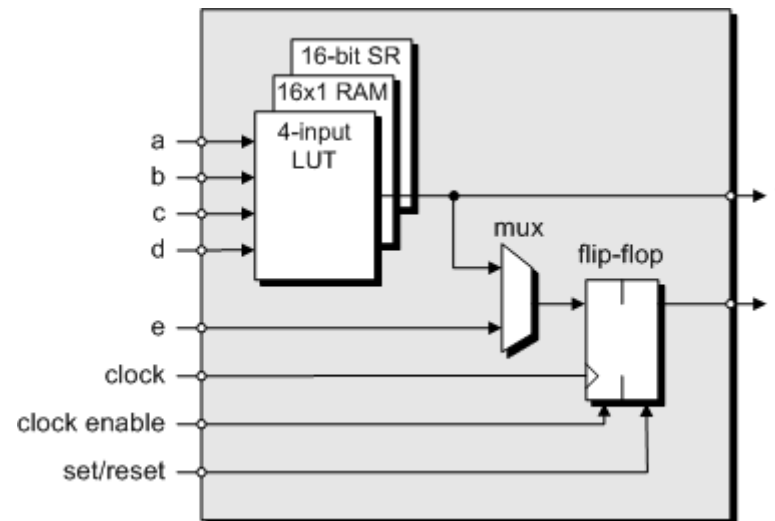 16-bit SR
16x1 RAM
4-input
LUT
a
b
c
d
mux
flip-flop
e
clock
clock enable
set/reset